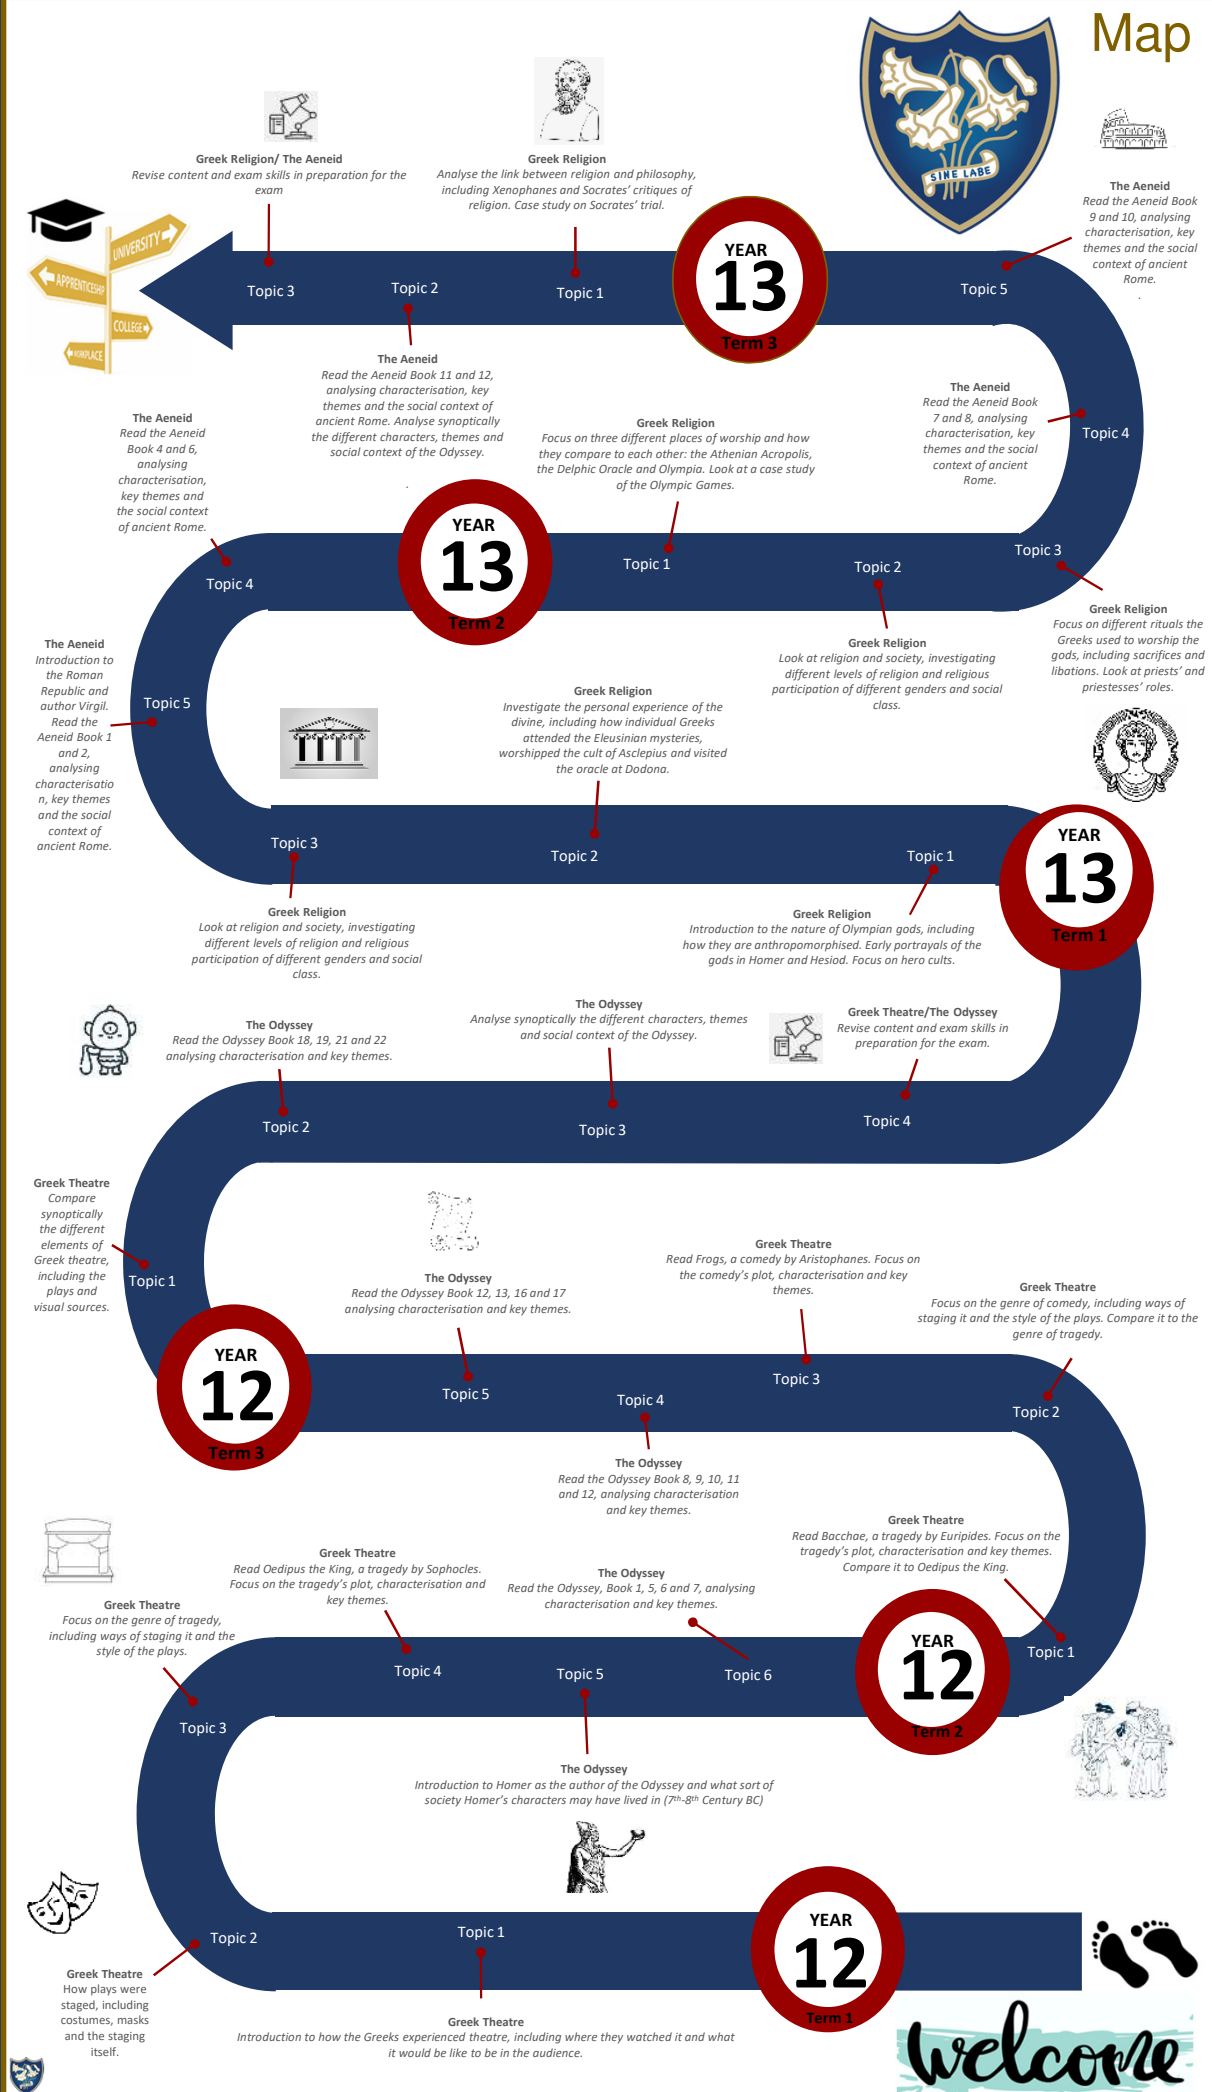 Map
SINE LABE
Greek Religion/ The Aeneid
Revise content and exam skills in preparation for the
exam
Greek Religion
Analyse the link between religion and philosophy,
including Xenophanes and Socrates' critiques of
religion. Case study on Socrates' trial.
The Aeneid
Read the Aeneid Book
9 and 10, analysing
characterisation, key
themes and the social
context of ancient
Rome.
.
UNIVERSITY
APPRENTICESHIP
COLLEGE
WORKPLACE
Topic 3
Topic 2
Topic 1
YEAR
13
Term 3
Topic 5
The Aeneid
Read the Aeneid Book 11 and 12,
analysing characterisation, key
themes and the social context of
ancient Rome. Analyse synoptically
the different characters, themes and
social context of the Odyssey.
.
The Aeneid
Read the Aeneid Book
7 and 8, analysing
characterisation, key
themes and the social
context of ancient
Rome.
Topic 4
The Aeneid
Read the Aeneid
Book 4 and 6,
analysing
characterisation,
key themes and
the social context
of ancient Rome.
Greek Religion
Focus on three different places of worship and how
they compare to each other: the Athenian Acropolis,
the Delphic Oracle and Olympia. Look at a case study
of the Olympic Games.
Topic 4
YEAR
13
Term 2
Topic 1
Topic 2
Topic 3
Greek Religion
Focus on different rituals the
Greeks used to worship the
gods, including sacrifices and
libations. Look at priests' and
priestesses' roles.
Greek Religion
Look at religion and society, investigating
different levels of religion and religious
participation of different genders and social
class.
The Aeneid
Introduction to
the Roman
Republic and
author Virgil.
Read the
Aeneid Book 1
and 2,
analysing
characterisatio
n, key themes
and the social
context of
ancient Rome.
Topic 5
Greek Religion
Investigate the personal experience of the
divine, including how individual Greeks
attended the Eleusinian mysteries,
worshipped the cult of Asclepius and visited
the oracle at Dodona.
Topic 3
Topic 2
Topic 1
YEAR
13
Term 1
Greek Religion
Look at religion and society, investigating
different levels of religion and religious
participation of different genders and social
class.
Greek Religion
Introduction to the nature of Olympian gods, including
how they are anthropomorphised. Early portrayals of the
gods in Homer and Hesiod. Focus on hero cults.
The Odyssey
Read the Odyssey Book 18, 19, 21 and 22
analysing characterisation and key themes.
The Odyssey
Analyse synoptically the different characters, themes
and social context of the Odyssey.
Greek Theatre/The Odyssey
Revise content and exam skills in
preparation for the exam.
Topic 2
Topic 3
Topic 4
Greek Theatre
Compare
synoptically
the different
elements of
Greek theatre,
including the
plays and
visual sources.
Topic 1
The Odyssey
Read the Odyssey Book 12, 13, 16 and 17
analysing characterisation and key themes.
Greek Theatre
Read Frogs, a comedy by Aristophanes. Focus on
the comedy's plot, characterisation and key
themes.
Greek Theatre
Focus on the genre of comedy, including ways of
staging it and the style of the plays. Compare it to the
genre of tragedy.
YEAR
12
Term 3
Topic 5
Topic 4
Topic 3
Topic 2
The Odyssey
Read the Odyssey Book 8, 9, 10, 11
and 12, analysing characterisation
and key themes.
Greek Theatre
Read Bacchae, a tragedy by Euripides. Focus on the
tragedy's plot, characterisation and key themes.
Compare it to Oedipus the King.
Greek Theatre
Read Oedipus the King, a tragedy by Sophocles.
Focus on the tragedy's plot, characterisation and
key themes.
The Odyssey
Read the Odyssey, Book 1, 5, 6 and 7, analysing
characterisation and key themes.
Greek Theatre
Focus on the genre of tragedy,
including ways of staging it and the
style of the plays.
Topic 3
Topic 4
Topic 5
Topic 6
YEAR
12
Term 2
Topic 1
The Odyssey
Introduction to Homer as the author of the Odyssey and what sort of
society Homer's characters may have lived in (7th-8th Century BC)
Topic 2
Topic 1
YEAR
12
Term 1
Greek Theatre
How plays were
staged, including
costumes, masks
and the staging
itself.
Greek Theatre
Introduction to how the Greeks experienced theatre, including where they watched it and what
it would be like to be in the audience.
welcome